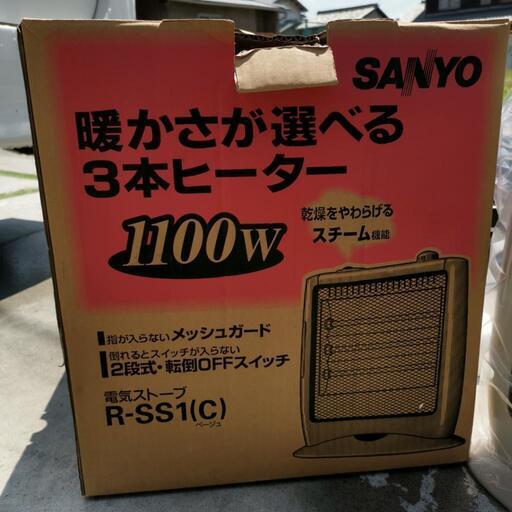 SANYO
暖かさが選べる
3本ヒーター
1100W
乾燥をやわらげる
スチーム機能
指が入らないメッシュガード
倒れるとスイッチが入らない
2段式・転倒OFFスイッチ
電気ストーブ
R-SS1(C)
ベージュ